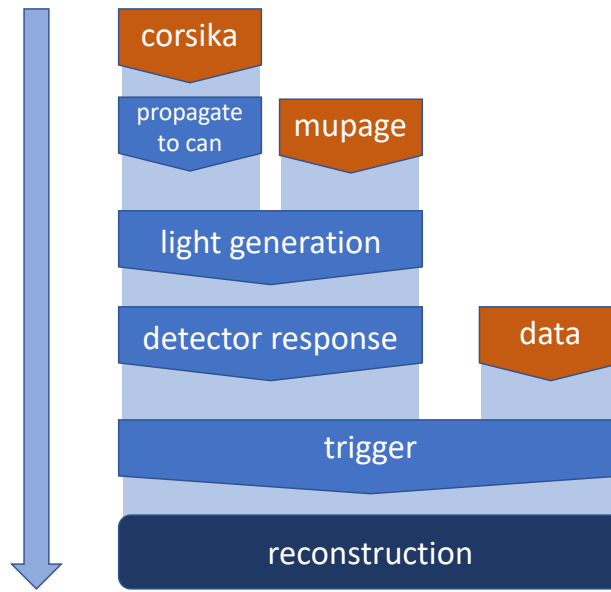 corsika
propagate
to can
mupage
light generation
detector response
data
trigger
reconstruction